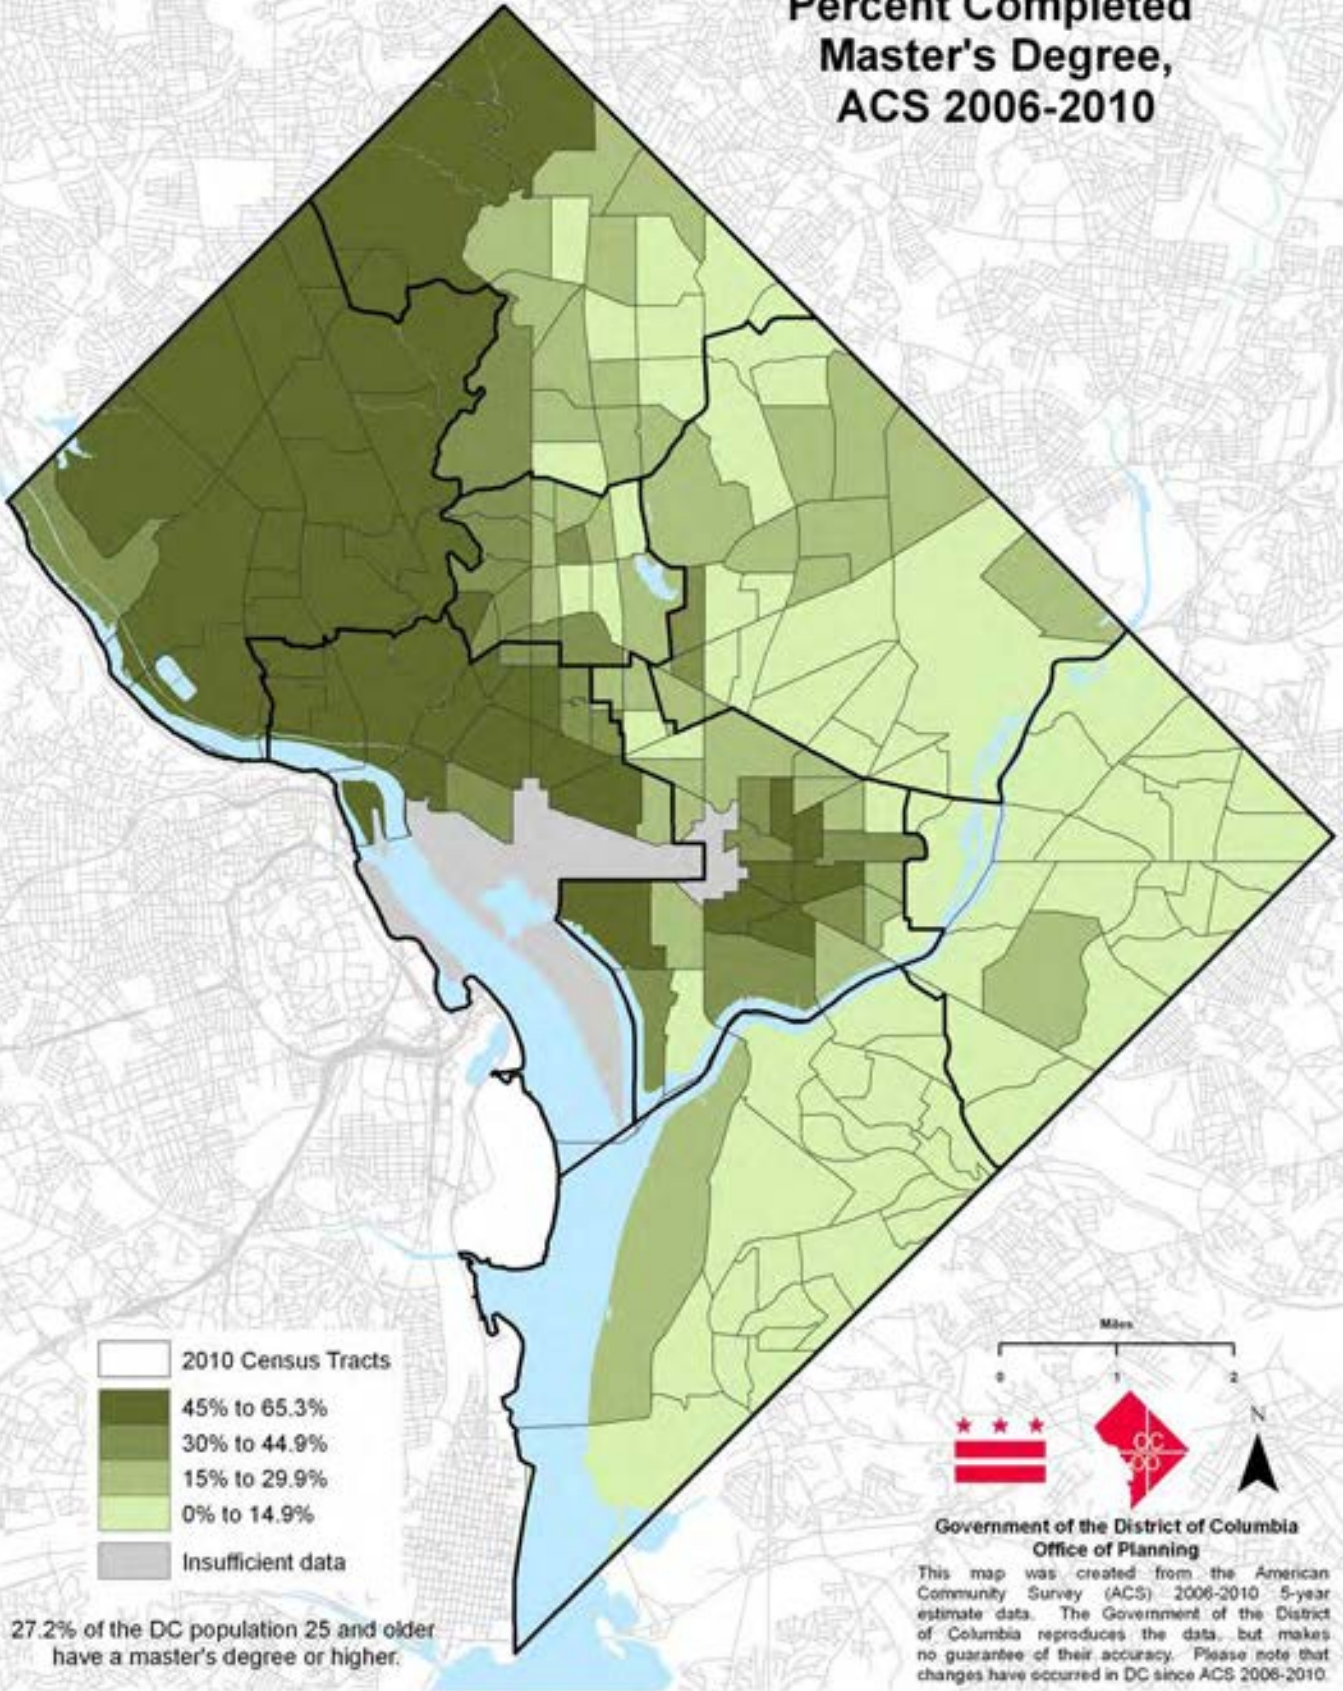 Percent Completed
Master's Degree,
ACS 2006-2010
2010 Census Tracts
45% to 65.3%
30% to 44.9%
15% to 29.9%
0% to 14.9%
Insufficient data
27.2% of the DC population 25 and older
have a master's degree or higher.
Miles
0 1 2
N
DC
OP
Government of the District of Columbia
Office of Planning
This map was created from the American
Community Survey (ACS) 2006-2010 5-year
estimate data. The Government of the District
of Columbia reproduces the data, but makes
no guarantee of their accuracy. Please note that
changes have occurred in DC since ACS 2006-2010.